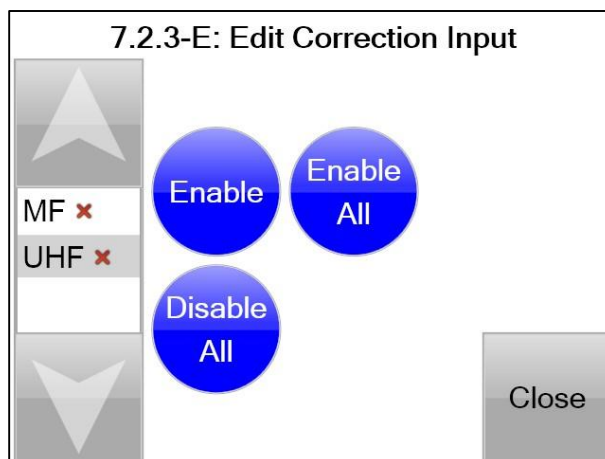 7.2.3-E: Edit Correction Input
MF
UHF
Enable
Enable
All
Disable
All
Close